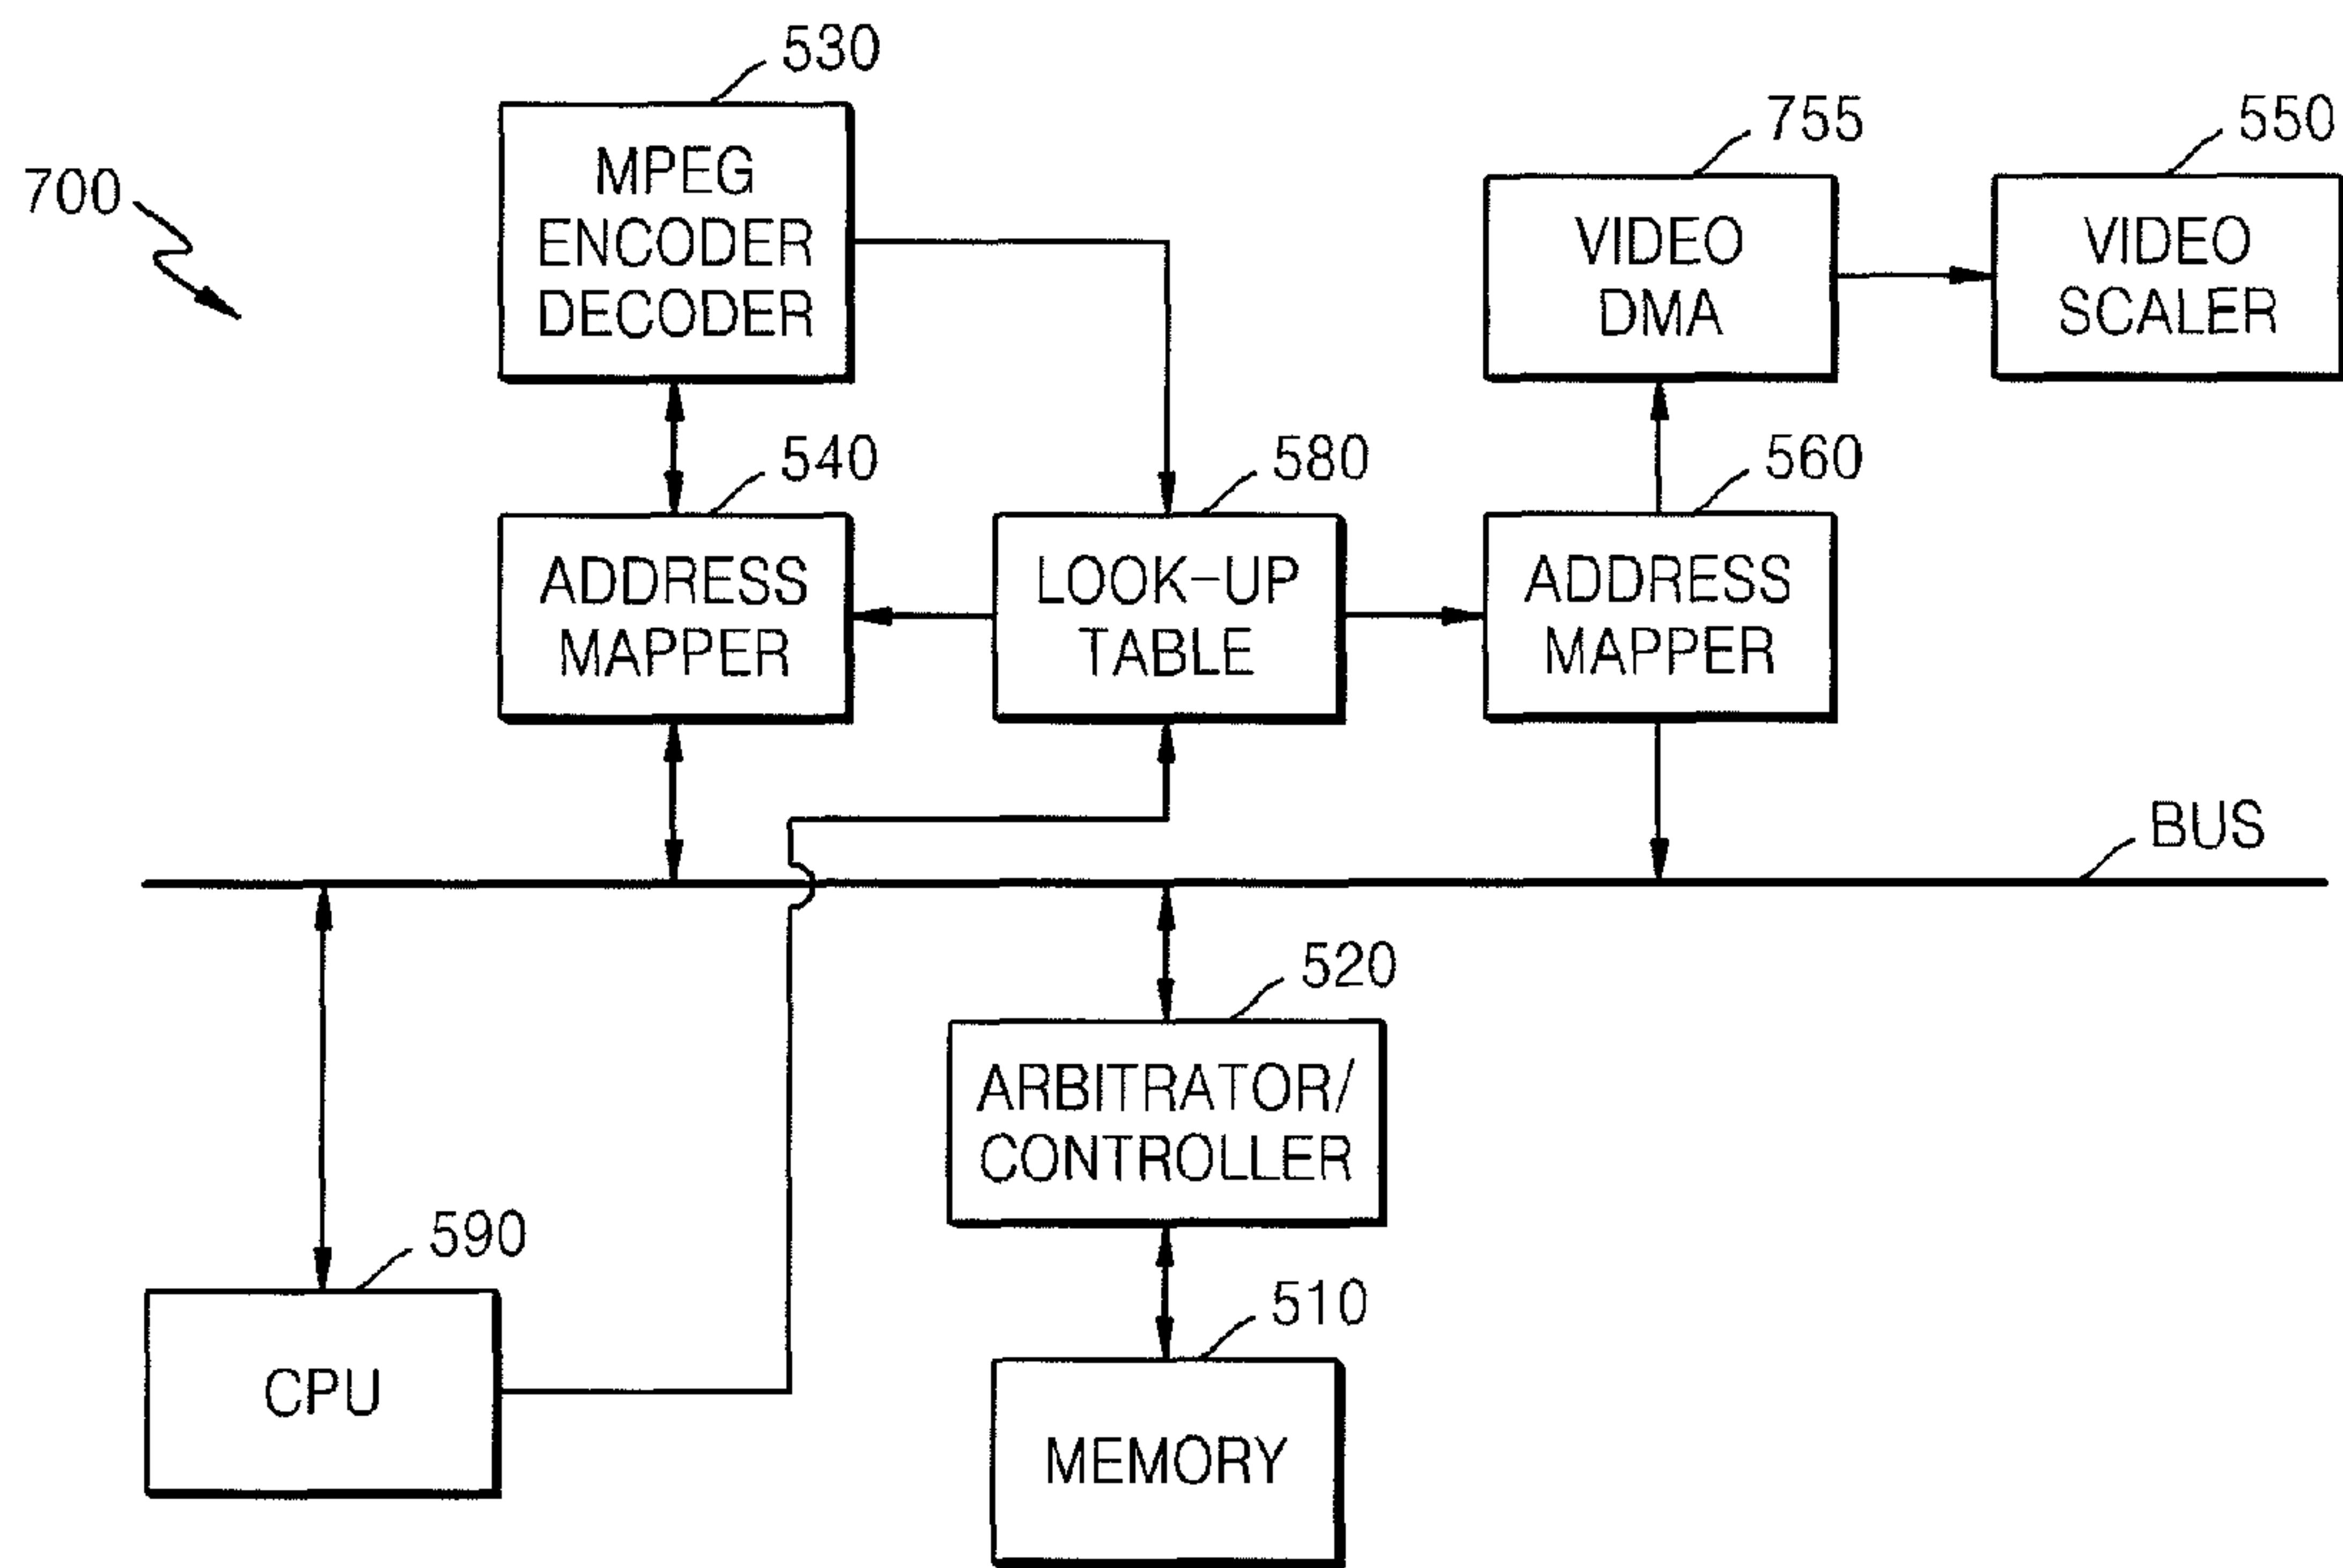 530
755
550
700
MPEG
ENCODER
DECODER
VIDEO
DMA
VIDEO
SCALER
540
580
560
ADDRESS
MAPPER
LOOK-UP
TABLE
ADDRESS
MAPPER
BUS
520
ARBITRATOR/
CONTROLLER
590
510
CPU
MEMORY